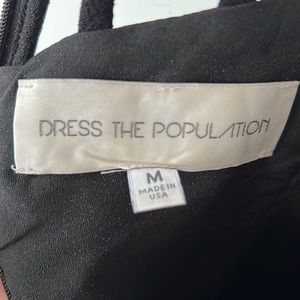 DRESS THE POPULATION
M
MADE IN
USA